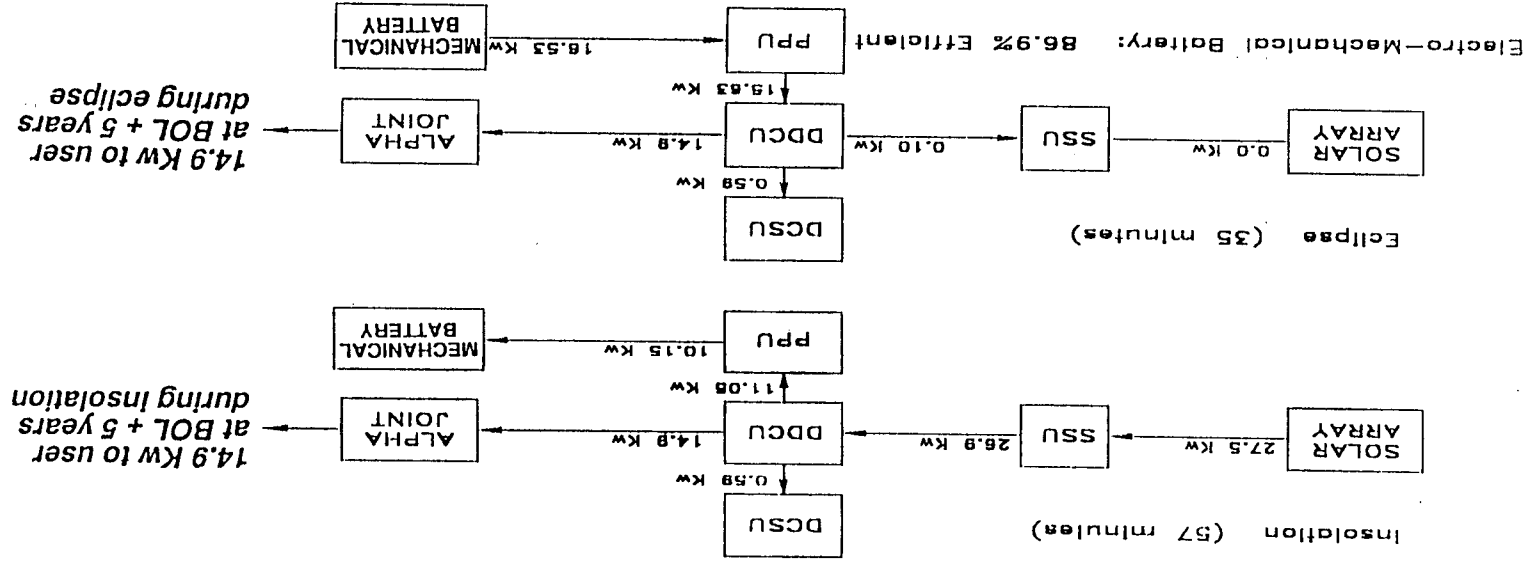 Insolation (57 minutes)
DCSU
0.59 Kw
SOLAR
ARRAY
27.5 Kw
SSU
26.9 Kw
DDCU
14.9 Kw
ALPHA
JOINT
14.9 Kw to user
at BOL + 5 years
during insolation
11.05 Kw
PPU
10.15 Kw
MECHANICAL
BATTERY
Eclipse (35 minutes)
DCSU
0.59
Kw
SOLAR
ARRAY
0.0 Kw
SSU
0.10 Kw
DDCU
14.9 Kw
ALPHA
JOINT
14.9 Kw to user
at BOL + 5 years
during eclipse
15.63 Kw
Electro-Mechanical Battery: 86.9% Efficient
PPU
16.53 Kw
MECHANICAL
BATTERY